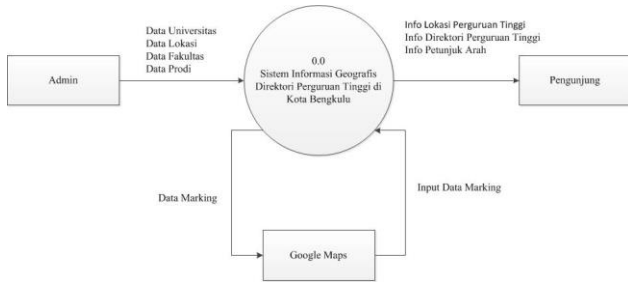 Data Universitas
Data Lokasi
Data Fakultas
Data Prodi
Admin
0.0
Sistem Informasi Geografis
Direktori Perguruan Tinggi di
Kota Bengkulu
Info Lokasi Perguruan Tinggi
Info Direktori Perguruan Tinggi
Info Petunjuk Arah
Pengunjung
Data Marking
Input Data Marking
Google Maps